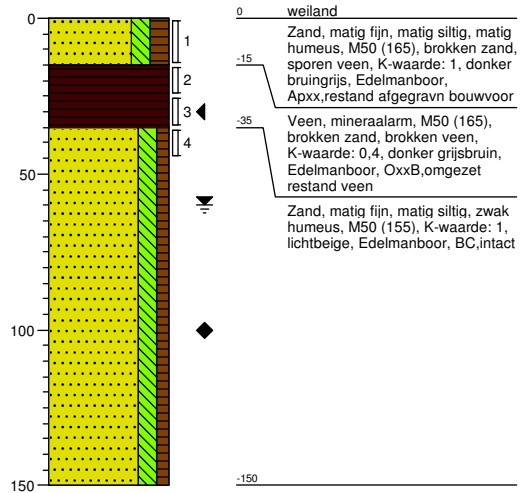 0
50
100
150
1
2
3
4
0
weiland
Zand, matig fijn, matig siltig, matig
humeus, M50 (165), brokken zand,
sporen veen, K-waarde: 1, donker
bruingrijs, Edelmanboor,
Apxx,restand afgegravn bouwvoor
-15
Veen, mineraalarm, M50 (165),
brokken zand, brokken veen,
K-waarde: 0,4, donker grijsbruin,
Edelmanboor, OxxB,omgezet
restand veen
-35
Zand, matig fijn, matig siltig, zwak
humeus, M50 (155), K-waarde: 1,
lichtbeige, Edelmanboor, BC,intact
-150